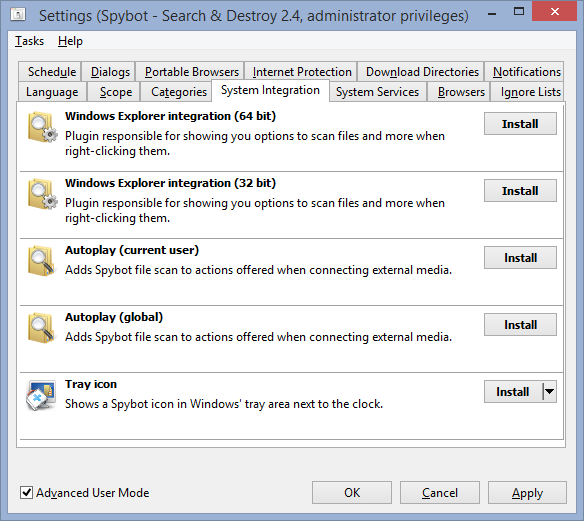 Settings (Spybot - Search & Destroy 2.4, administrator privileges)
Tasks Help
Schedule Dialogs Portable Browsers Internet Protection Download Directories Notifications
Language Scope Categories System Integration System Services Browsers Ignore Lists
Windows Explorer integration (64 bit)
Plugin responsible for showing you options to scan files and more when
right-clicking them.
Install
Windows Explorer integration (32 bit)
Plugin responsible for showing you options to scan files and more when
right-clicking them.
Install
Autoplay (current user)
Adds Spybot file scan to actions offered when connecting external media.
Install
Autoplay (global)
Adds Spybot file scan to actions offered when connecting external media.
Install
Tray icon
Shows a Spybot icon in Windows' tray area next to the clock.
Install
Advanced User Mode
OK Cancel Apply